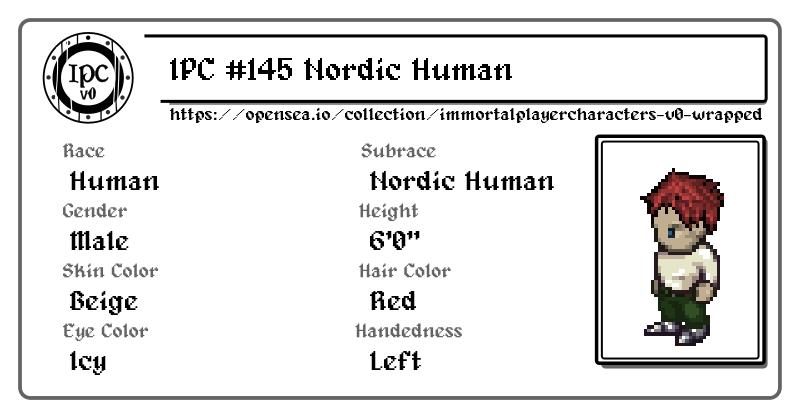 IPC v0
IPC #145 Nordic Human
https://opensea.io/collection/immortalplayercharacters-v0-wrapped
Race
Subrace
Human
Nordic Human
Gender
Height
Male
6'0"
Skin Color
Hair Color
Beige
Red
Eye Color
Handedness
Icy
Left